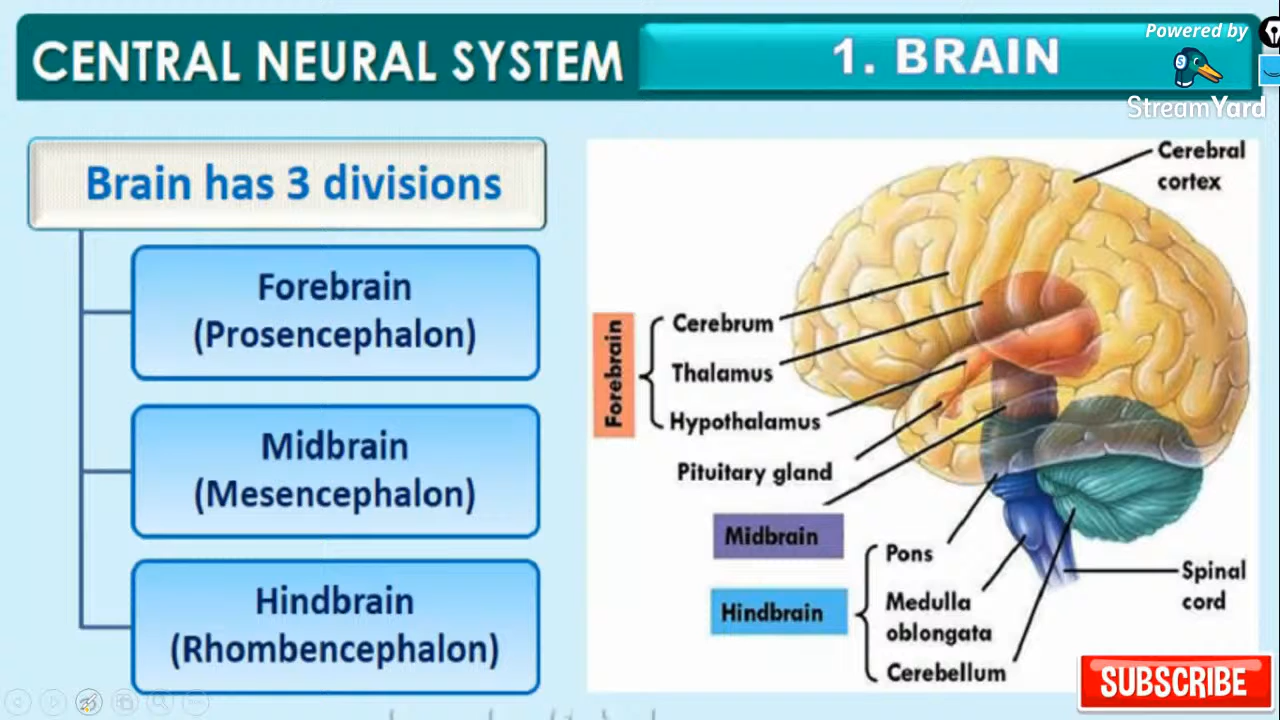 CENTRAL NEURAL SYSTEM
1. BRAIN
Powered by
StreamYard
Brain has 3 divisions
Forebrain
(Prosencephalon)
Midbrain
(Mesencephalon)
Hindbrain
(Rhombencephalon)
Cerebral
cortex
Forebrain
Cerebrum
Thalamus
Hypothalamus
Pituitary gland
Midbrain
Hindbrain
Pons
Medulla
oblongata
Cerebellum
Spinal
cord
SUBSCRIBE